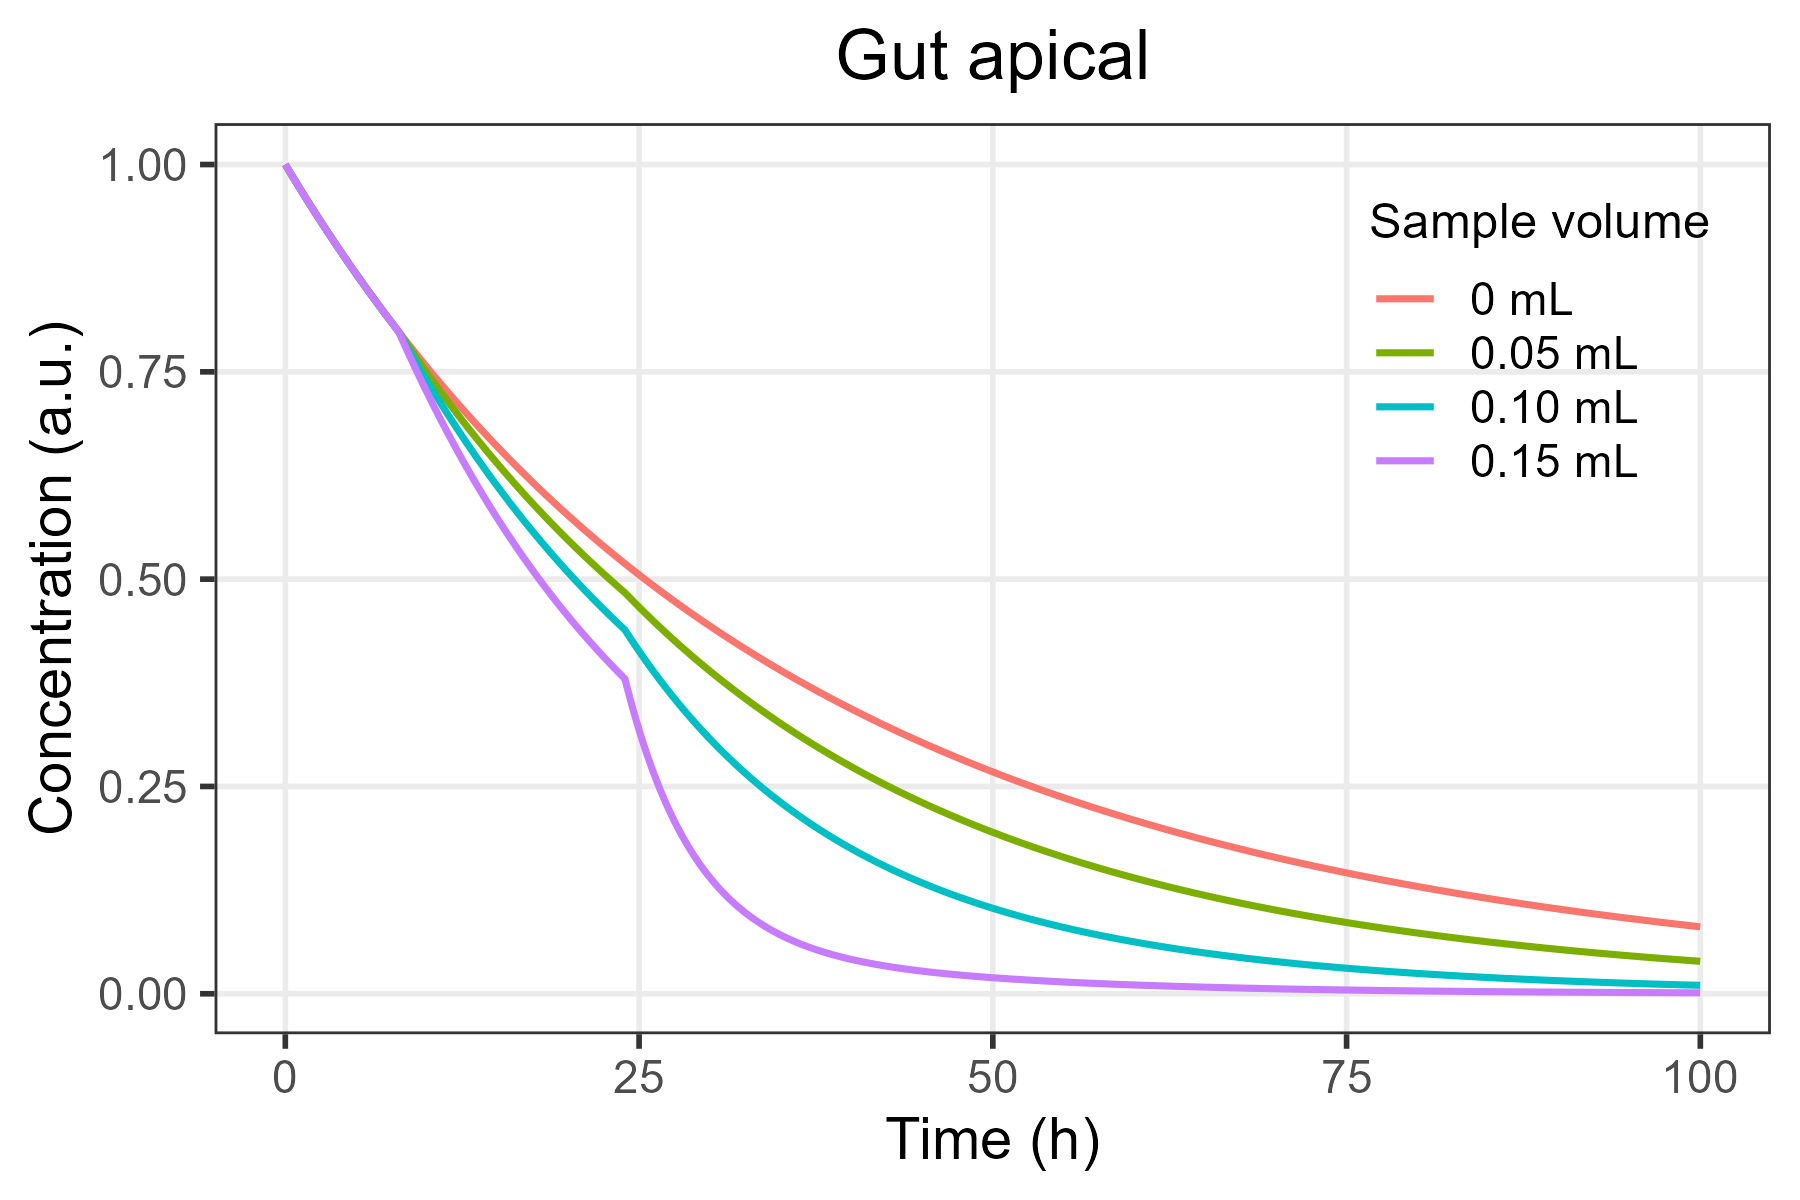 Gut apical
Concentration (a.u.)
1.00
0.75
0.50
0.25
0.00
Sample volume
0 mL
0.05 mL
0.10 mL
0.15 mL
0 25 50 75 100
Time (h)